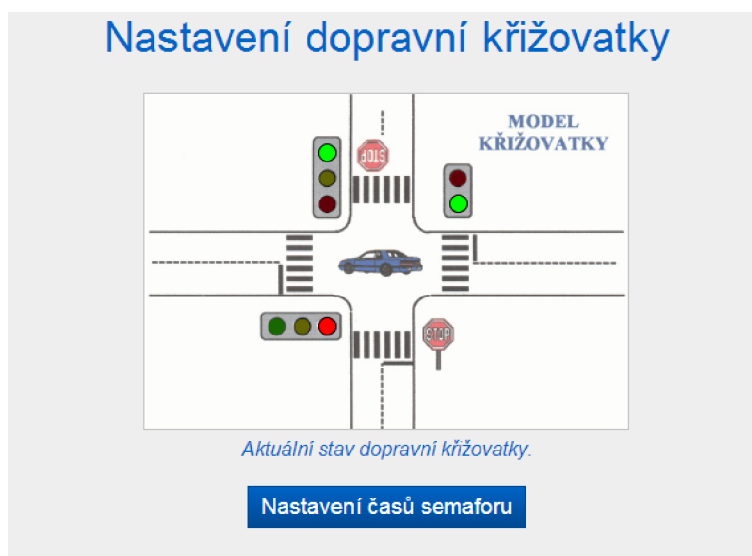 Nastavení dopravní křižovatky
MODEL
KŘIŽOVATKY
STOP
STOP
Aktuální stav dopravní křižovatky.
Nastavení časů semaforu